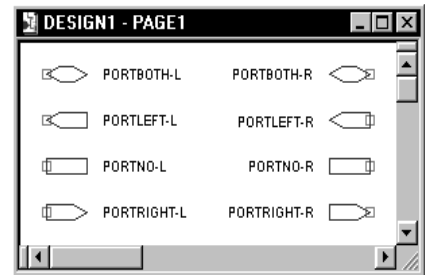 DESIGN1 - PAGE1
PORTBOTH-L PORTBOTH-R
PORTLEFT-L PORTLEFT-R
PORTNO-L PORTNO-R
PORTRIGHT-L PORTRIGHT-R